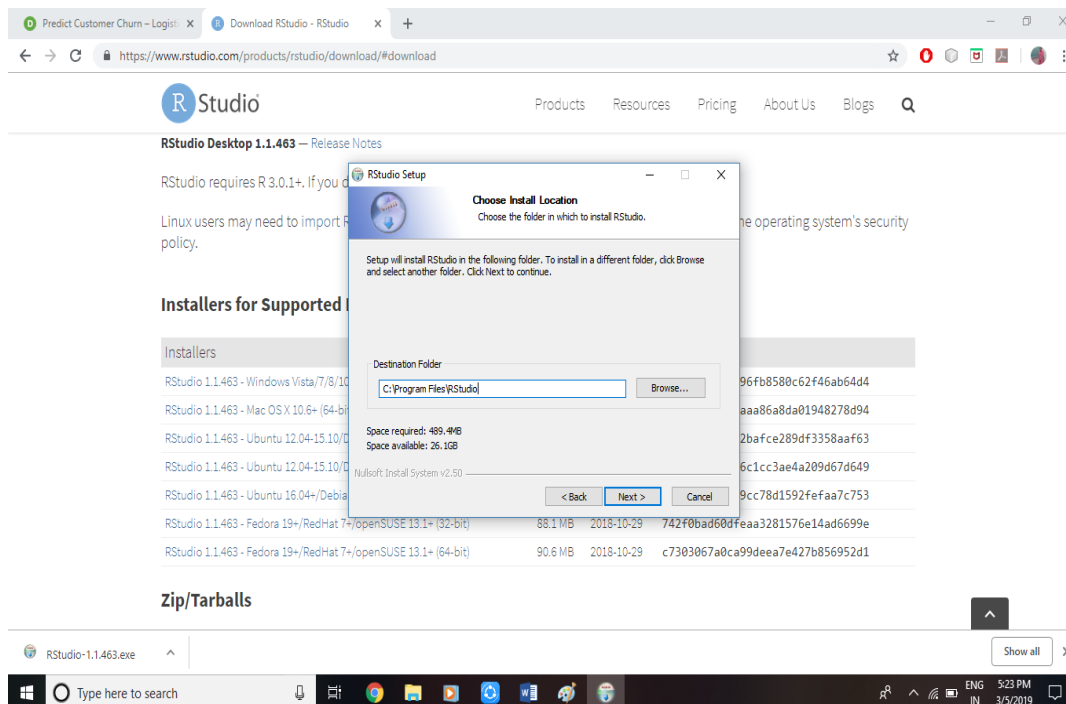 Predict Customer Churn – Logist
Download RStudio - RStudio
https://www.rstudio.com/products/rstudio/download/#download
R Studio
Products Resources Pricing About Us Blogs
RStudio Desktop 1.1.463 — Release Notes
RStudio requires R 3.0.1+. If you d
Linux users may need to import R
he operating system's security
policy.
Installers for Supported
Installers
RStudio 1.1.463 - Windows Vista/7/8/10
96fb8580c62f46ab64d4
RStudio 1.1.463 - Mac OS X 10.6+ (64-bi
aaa86a8da01948278d94
RStudio 1.1.463 - Ubuntu 12.04-15.10/D
2bafce289df3358aaf63
RStudio 1.1.463 - Ubuntu 12.04-15.10/D
6c1cc3ae4a209d67d649
RStudio 1.1.463 - Ubuntu 16.04+/Debia
9cc78d1592fefaa7c753
RStudio 1.1.463 - Fedora 19+/RedHat 7+/openSUSE 13.1+ (32-bit) 88.1 MB 2018-10-29 742f0bad60dfeaa3281576e14ad6699e
RStudio 1.1.463 - Fedora 19+/RedHat 7+/openSUSE 13.1+ (64-bit) 90.6 MB 2018-10-29 c7303067a0ca99deea7e427b856952d1
Zip/Tarballs
RStudio Setup
Choose Install Location
Choose the folder in which to install RStudio.
Setup will install RStudio in the following folder. To install in a different folder, click Browse
and select another folder. Click Next to continue.
Destination Folder
C:\Program Files\RStudio
Browse...
Space required: 489.4MB
Space available: 26.1GB
Nullsoft Install System v2.50
< Back Next > Cancel
RStudio-1.1.463.exe
Show all
Type here to search
ENG
IN
5:23 PM
3/5/2019